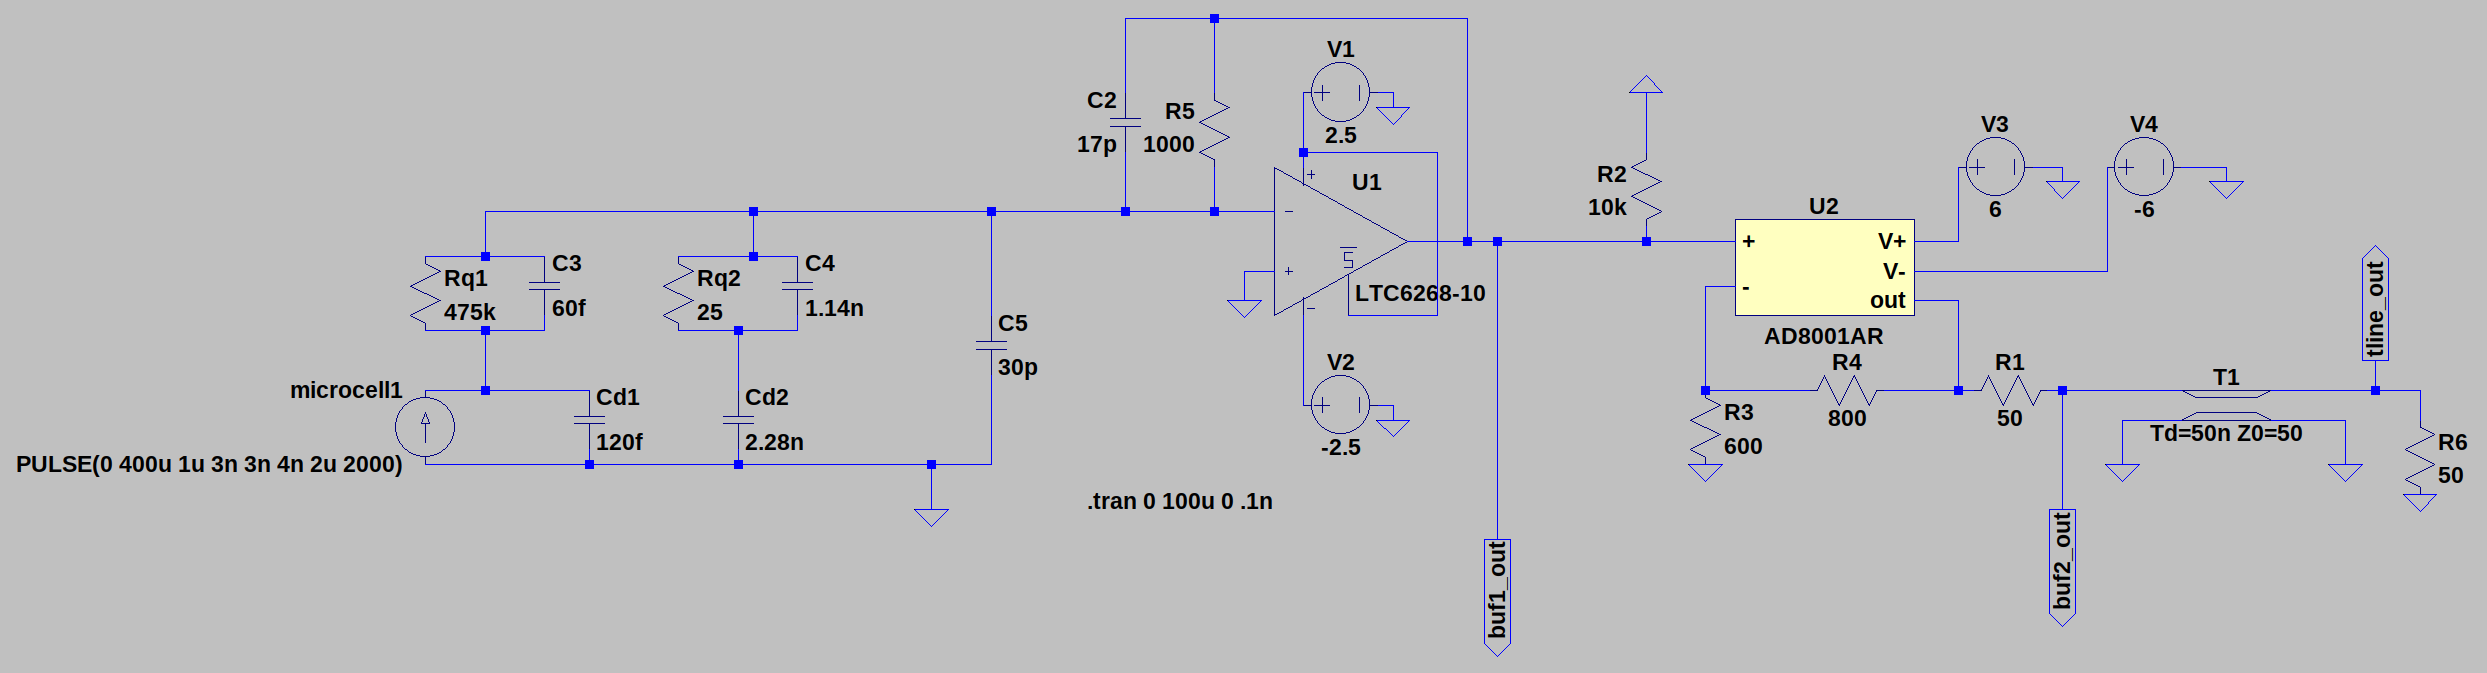 V1
C2
R5
17p
1000
2.5
V3
V4
R2
U1
10k
U2
6
-6
+
V+
Rq1
C3
Rq2
C4
-
V-
out
475k
60f
25
1.14n
S
LTC6268-10
C5
AD8001AR
tline_out
30p
V2
R4
R1
T1
microcell1
Cd1
Cd2
R3
800
50
120f
2.28n
-2.5
600
Td=50n Z0=50
R6
PULSE(0 400u 1u 3n 3n 4n 2u 2000)
50
.tran 0 100u 0 .1n
buf1_out
buf2_out